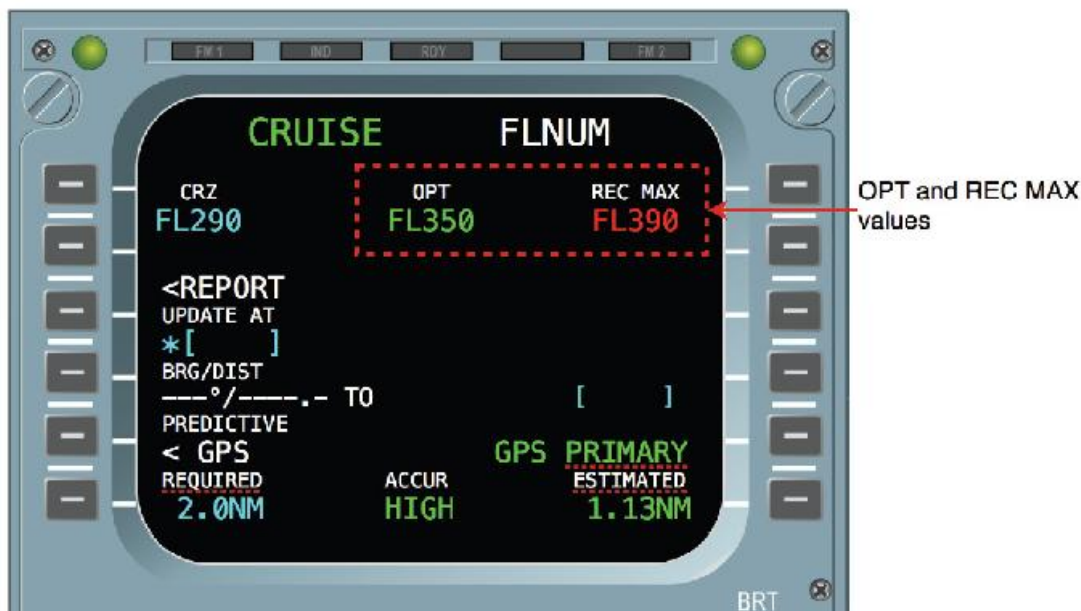 FM 1 IND RDY FM 2
CRUISE FLNUM
CRZ OPT REC MAX
FL290 FL350 FL390
OPT and REC MAX
values
<REPORT
UPDATE AT
*[ ]
BRG/DIST
---°/----.- TO [ ]
PREDICTIVE
< GPS GPS PRIMARY
REQUIRED ACCUR ESTIMATED
2.0NM HIGH 1.13NM
BRT